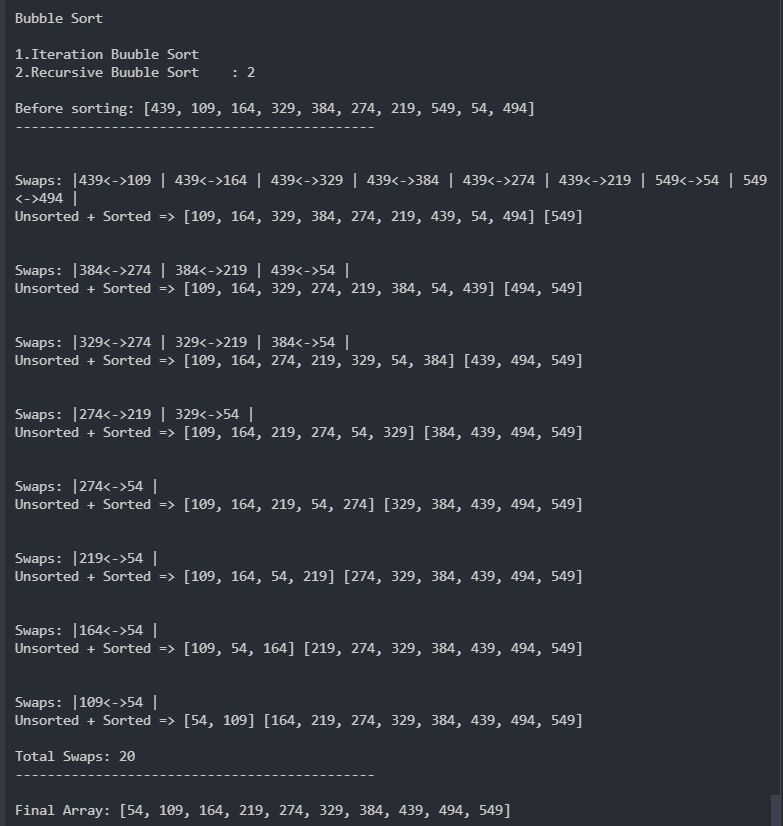 Bubble Sort
1.Iteration Buuble Sort
2.Recursive Buuble Sort    : 2
Before sorting: [439, 109, 164, 329, 384, 274, 219, 549, 54, 494]
---------------------------------------------
Swaps: |439<->109 | 439<->164 | 439<->329 | 439<->384 | 439<->274 | 439<->219 | 549<->54 | 549
<->494 |
Unsorted + Sorted => [109, 164, 329, 384, 274, 219, 439, 54, 494] [549]
Swaps: |384<->274 | 384<->219 | 439<->54 |
Unsorted + Sorted => [109, 164, 329, 274, 219, 384, 54, 439] [494, 549]
Swaps: |329<->274 | 329<->219 | 384<->54 |
Unsorted + Sorted => [109, 164, 274, 219, 329, 54, 384] [439, 494, 549]
Swaps: |274<->219 | 329<->54 |
Unsorted + Sorted => [109, 164, 219, 274, 54, 329] [384, 439, 494, 549]
Swaps: |274<->54 |
Unsorted + Sorted => [109, 164, 219, 54, 274] [329, 384, 439, 494, 549]
Swaps: |219<->54 |
Unsorted + Sorted => [109, 164, 54, 219] [274, 329, 384, 439, 494, 549]
Swaps: |164<->54 |
Unsorted + Sorted => [109, 54, 164] [219, 274, 329, 384, 439, 494, 549]
Swaps: |109<->54 |
Unsorted + Sorted => [54, 109] [164, 219, 274, 329, 384, 439, 494, 549]
Total Swaps: 20
---------------------------------------------
Final Array: [54, 109, 164, 219, 274, 329, 384, 439, 494, 549]